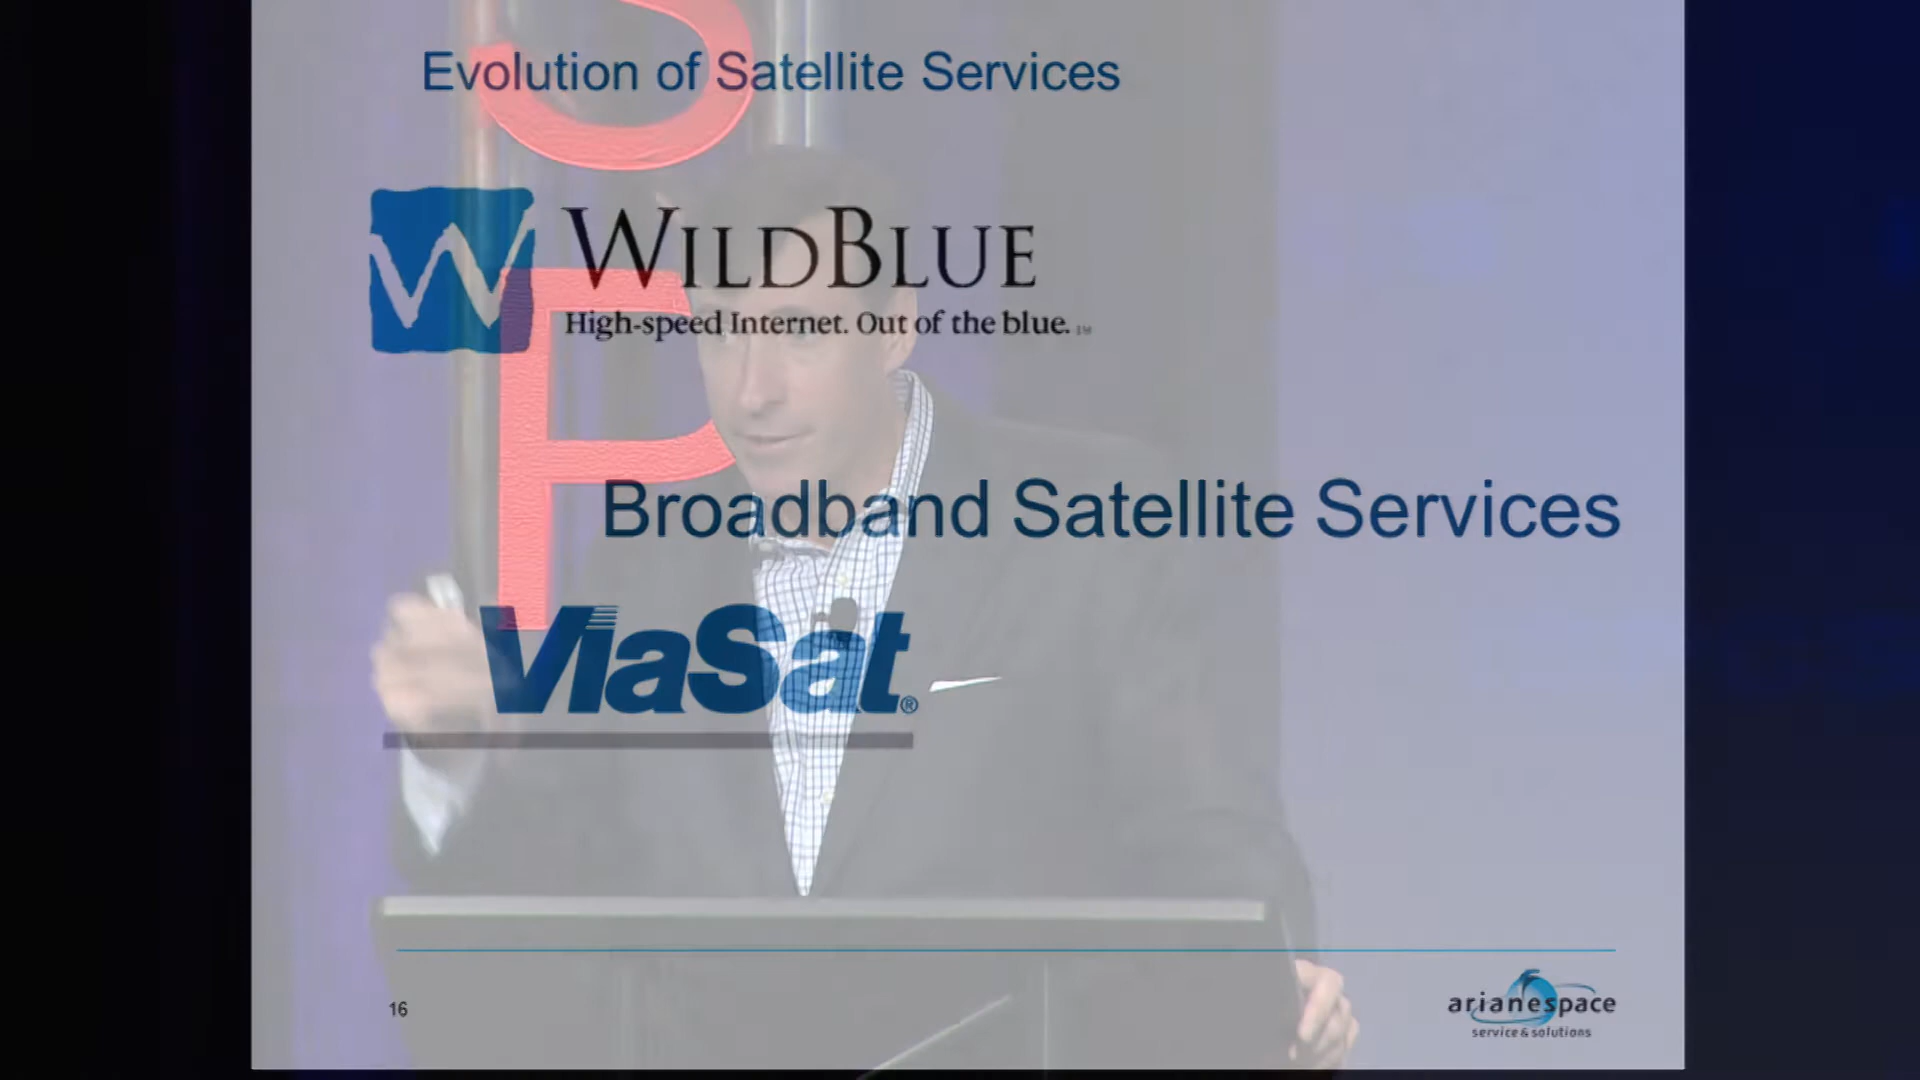 Evolution of Satellite Services
S
W WILDBLUE
High-speed Internet. Out of the blue.™
P
Broadband Satellite Services
ViaSat®
16
arianespace
service & solutions